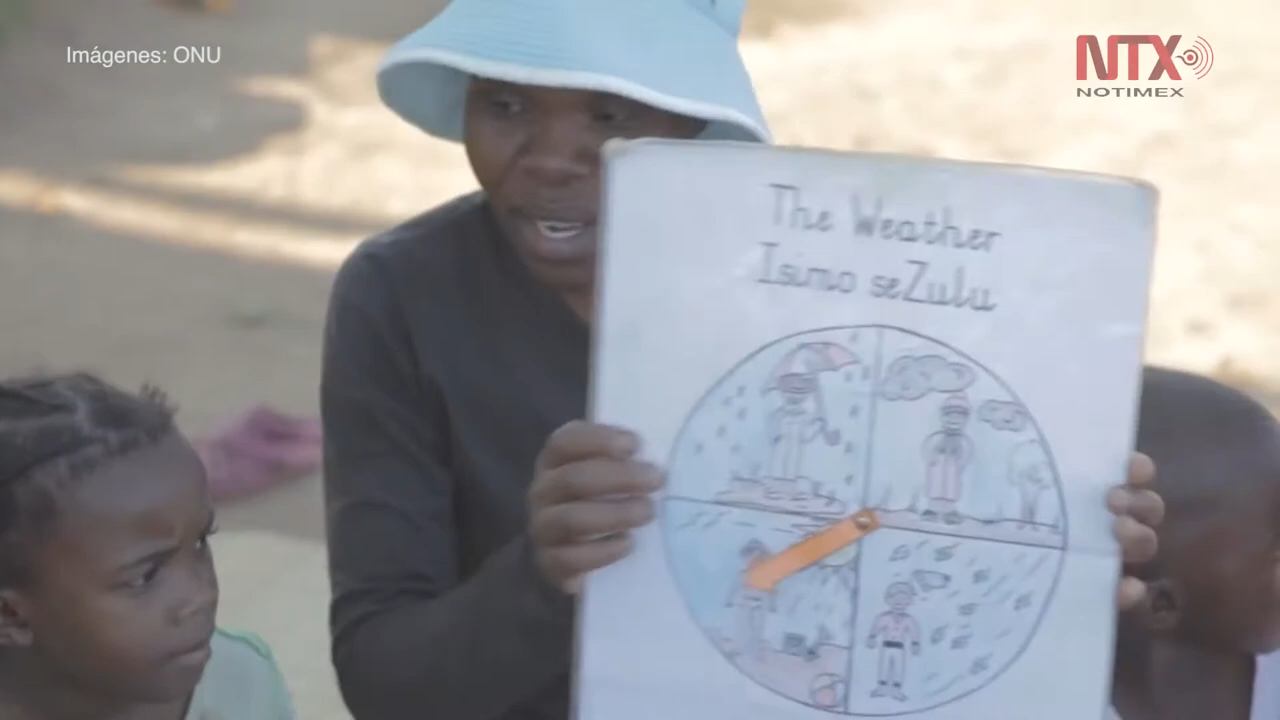 Imágenes: ONU
NTX
NOTIMEX
The Weather
Isimo seZulu